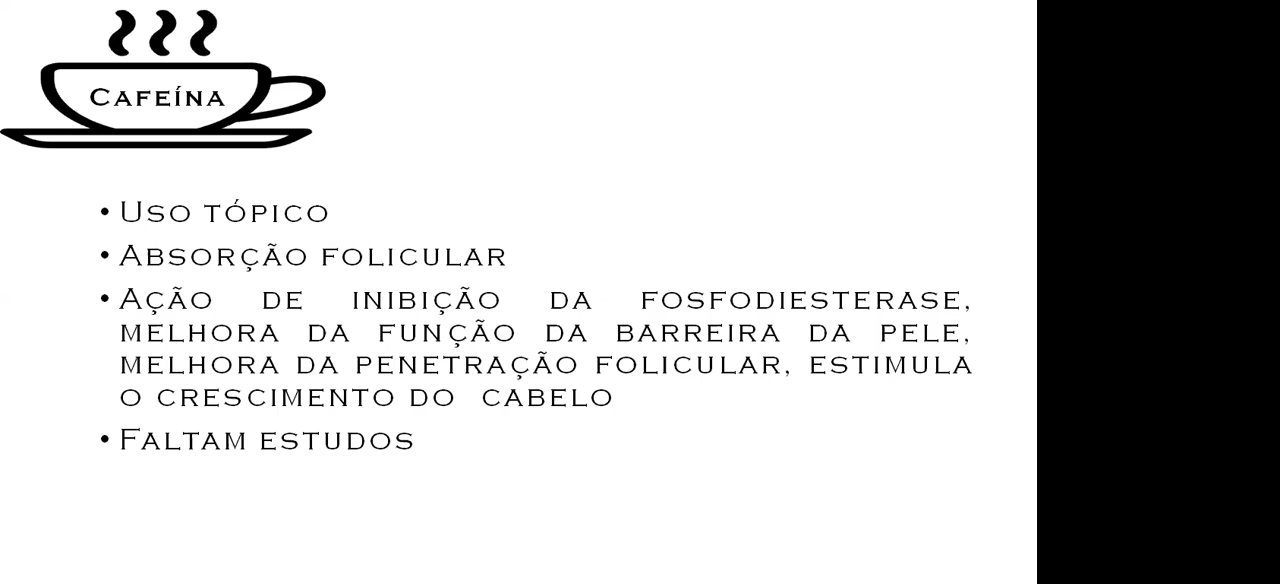 Cafeína
• Uso tópico
• Absorção folicular
• Ação de inibição da fosfodiesterase,
melhora da função da barreira da pele,
melhora da penetração folicular, estimula
o crescimento do cabelo
• Faltam estudos